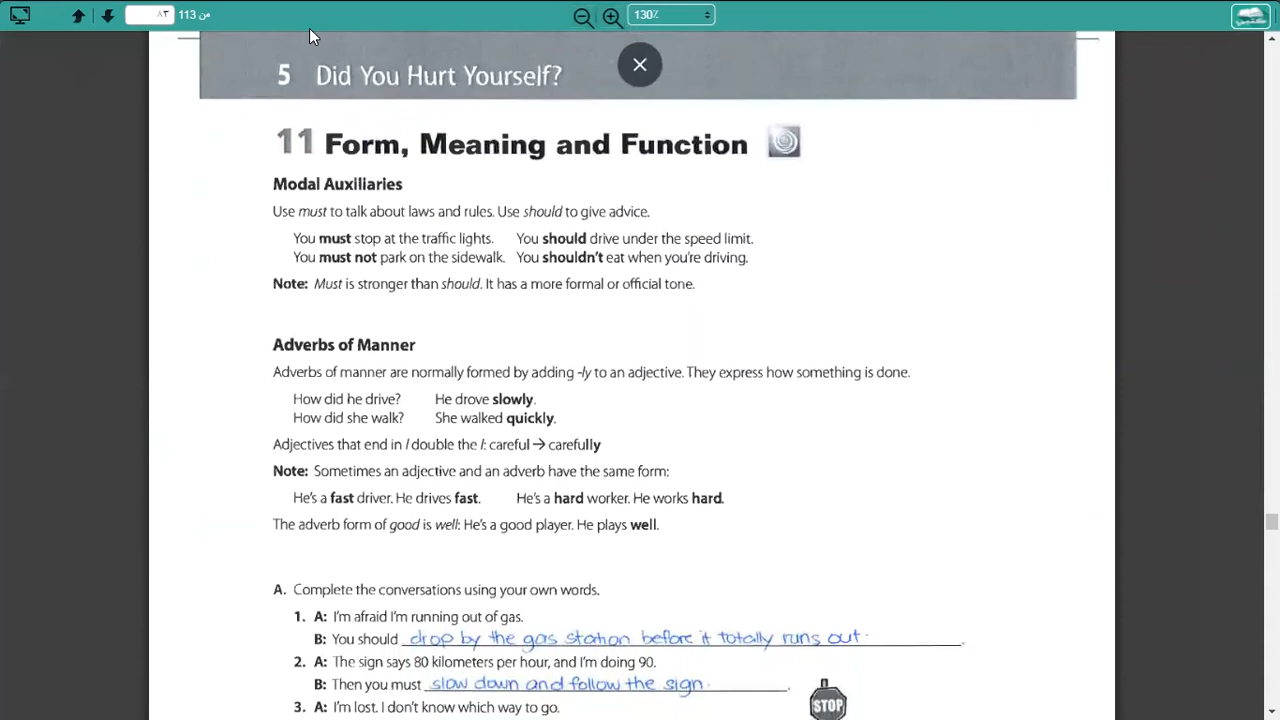 ٨٣ من 113 130٪
5 Did You Hurt Yourself?
11 Form, Meaning and Function
Modal Auxiliaries
Use must to talk about laws and rules. Use should to give advice.
You must stop at the traffic lights. You should drive under the speed limit.
You must not park on the sidewalk. You shouldn't eat when you're driving.
Note: Must is stronger than should. It has a more formal or official tone.
Adverbs of Manner
Adverbs of manner are normally formed by adding -ly to an adjective. They express how something is done.
How did he drive? He drove slowly.
How did she walk? She walked quickly.
Adjectives that end in l double the l: careful → carefully
Note: Sometimes an adjective and an adverb have the same form:
He's a fast driver. He drives fast. He's a hard worker. He works hard.
The adverb form of good is well: He's a good player. He plays well.
A. Complete the conversations using your own words.
1. A: I'm afraid I'm running out of gas.
B: You should drop by the gas station before it totally runs out.
2. A: The sign says 80 kilometers per hour, and I'm doing 90.
B: Then you must slow down and follow the sign.
STOP
3. A: I'm lost. I don't know which way to go.